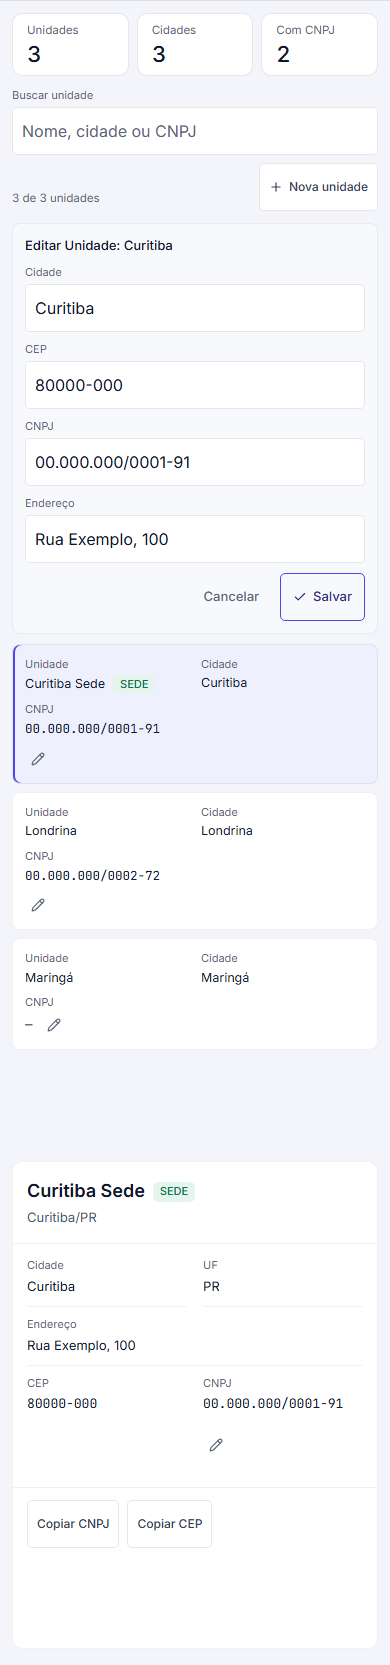 Unidades
3
Cidades
3
Com CNPJ
2
Buscar unidade
Nome, cidade ou CNPJ
3 de 3 unidades
Nova unidade
Editar Unidade: Curitiba
Cidade
Curitiba
CEP
80000-000
CNPJ
00.000.000/0001-91
Endereço
Rua Exemplo, 100
Cancelar
Salvar
Unidade
Curitiba Sede SEDE
Cidade
Curitiba
CNPJ
00.000.000/0001-91
Unidade
Londrina
Cidade
Londrina
CNPJ
00.000.000/0002-72
Unidade
Maringá
Cidade
Maringá
CNPJ
—
Curitiba Sede SEDE
Curitiba/PR
Cidade
Curitiba
UF
PR
Endereço
Rua Exemplo, 100
CEP
80000-000
CNPJ
00.000.000/0001-91
Copiar CNPJ
Copiar CEP